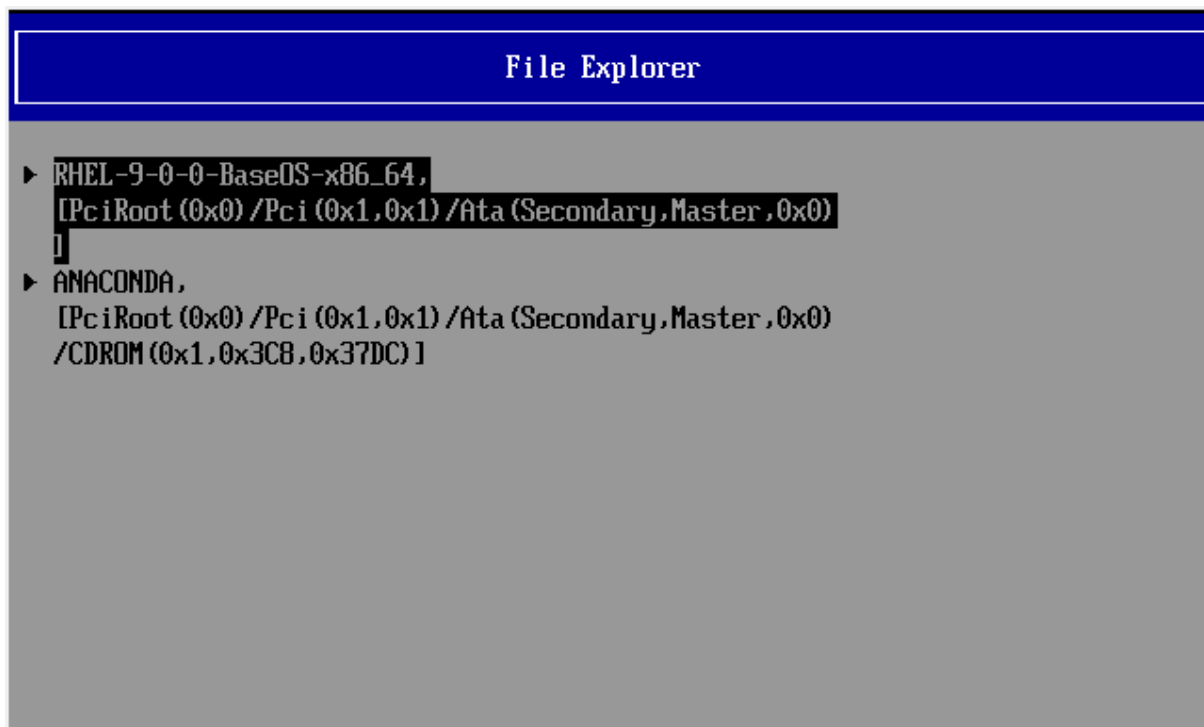 File Explorer
RHEL-9-0-0-BaseOS-x86_64,
[PciRoot(0x0)/Pci(0x1,0x1)/Ata(Secondary,Master,0x0)
]
ANACONDA,
[PciRoot(0x0)/Pci(0x1,0x1)/Ata(Secondary,Master,0x0)
/CDROM(0x1,0x3C8,0x37DC)]